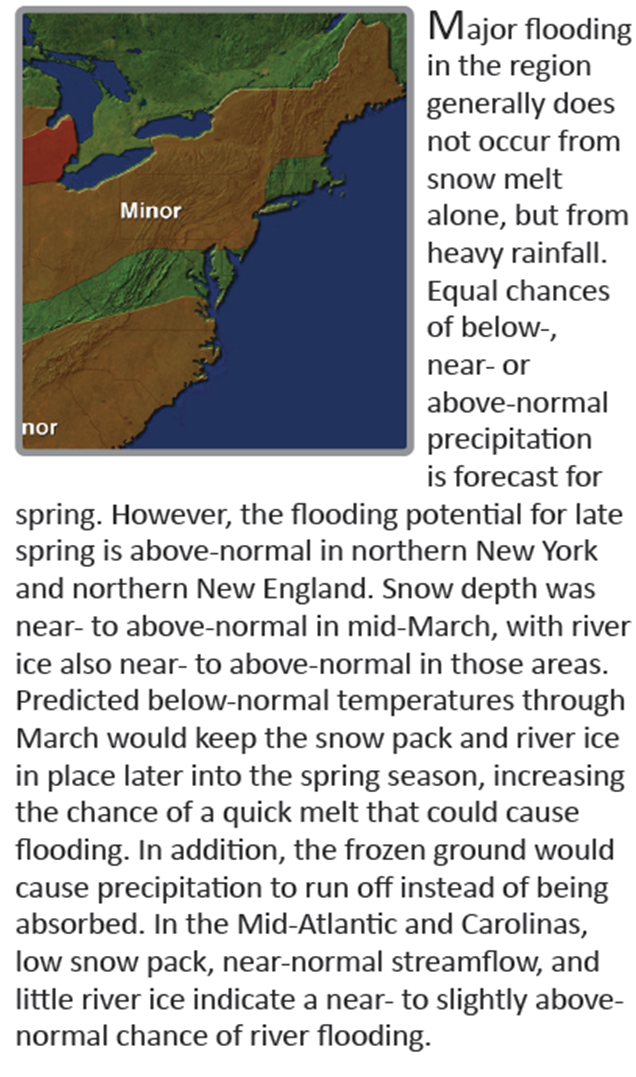 Minor
nor
Major flooding
in the region
generally does
not occur from
snow melt
alone, but from
heavy rainfall.
Equal chances
of below-,
near- or
above-normal
precipitation
is forecast for
spring. However, the flooding potential for late
spring is above-normal in northern New York
and northern New England. Snow depth was
near- to above-normal in mid-March, with river
ice also near- to above-normal in those areas.
Predicted below-normal temperatures through
March would keep the snow pack and river ice
in place later into the spring season, increasing
the chance of a quick melt that could cause
flooding. In addition, the frozen ground would
cause precipitation to run off instead of being
absorbed. In the Mid-Atlantic and Carolinas,
low snow pack, near-normal streamflow, and
little river ice indicate a near- to slightly above-
normal chance of river flooding.